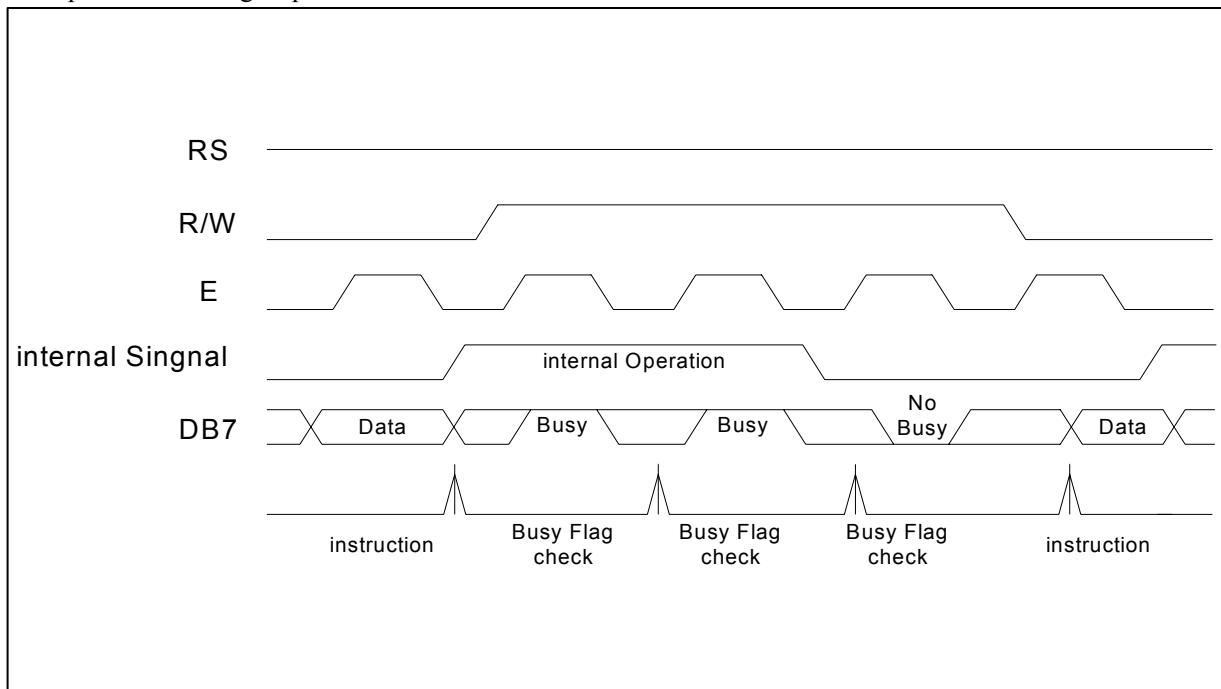 RS
R/W
E
internal Singnal
internal Operation
DB7
Data
Busy
Busy
No
Busy
Data
instruction
Busy Flag
check
Busy Flag
check
Busy Flag
check
instruction